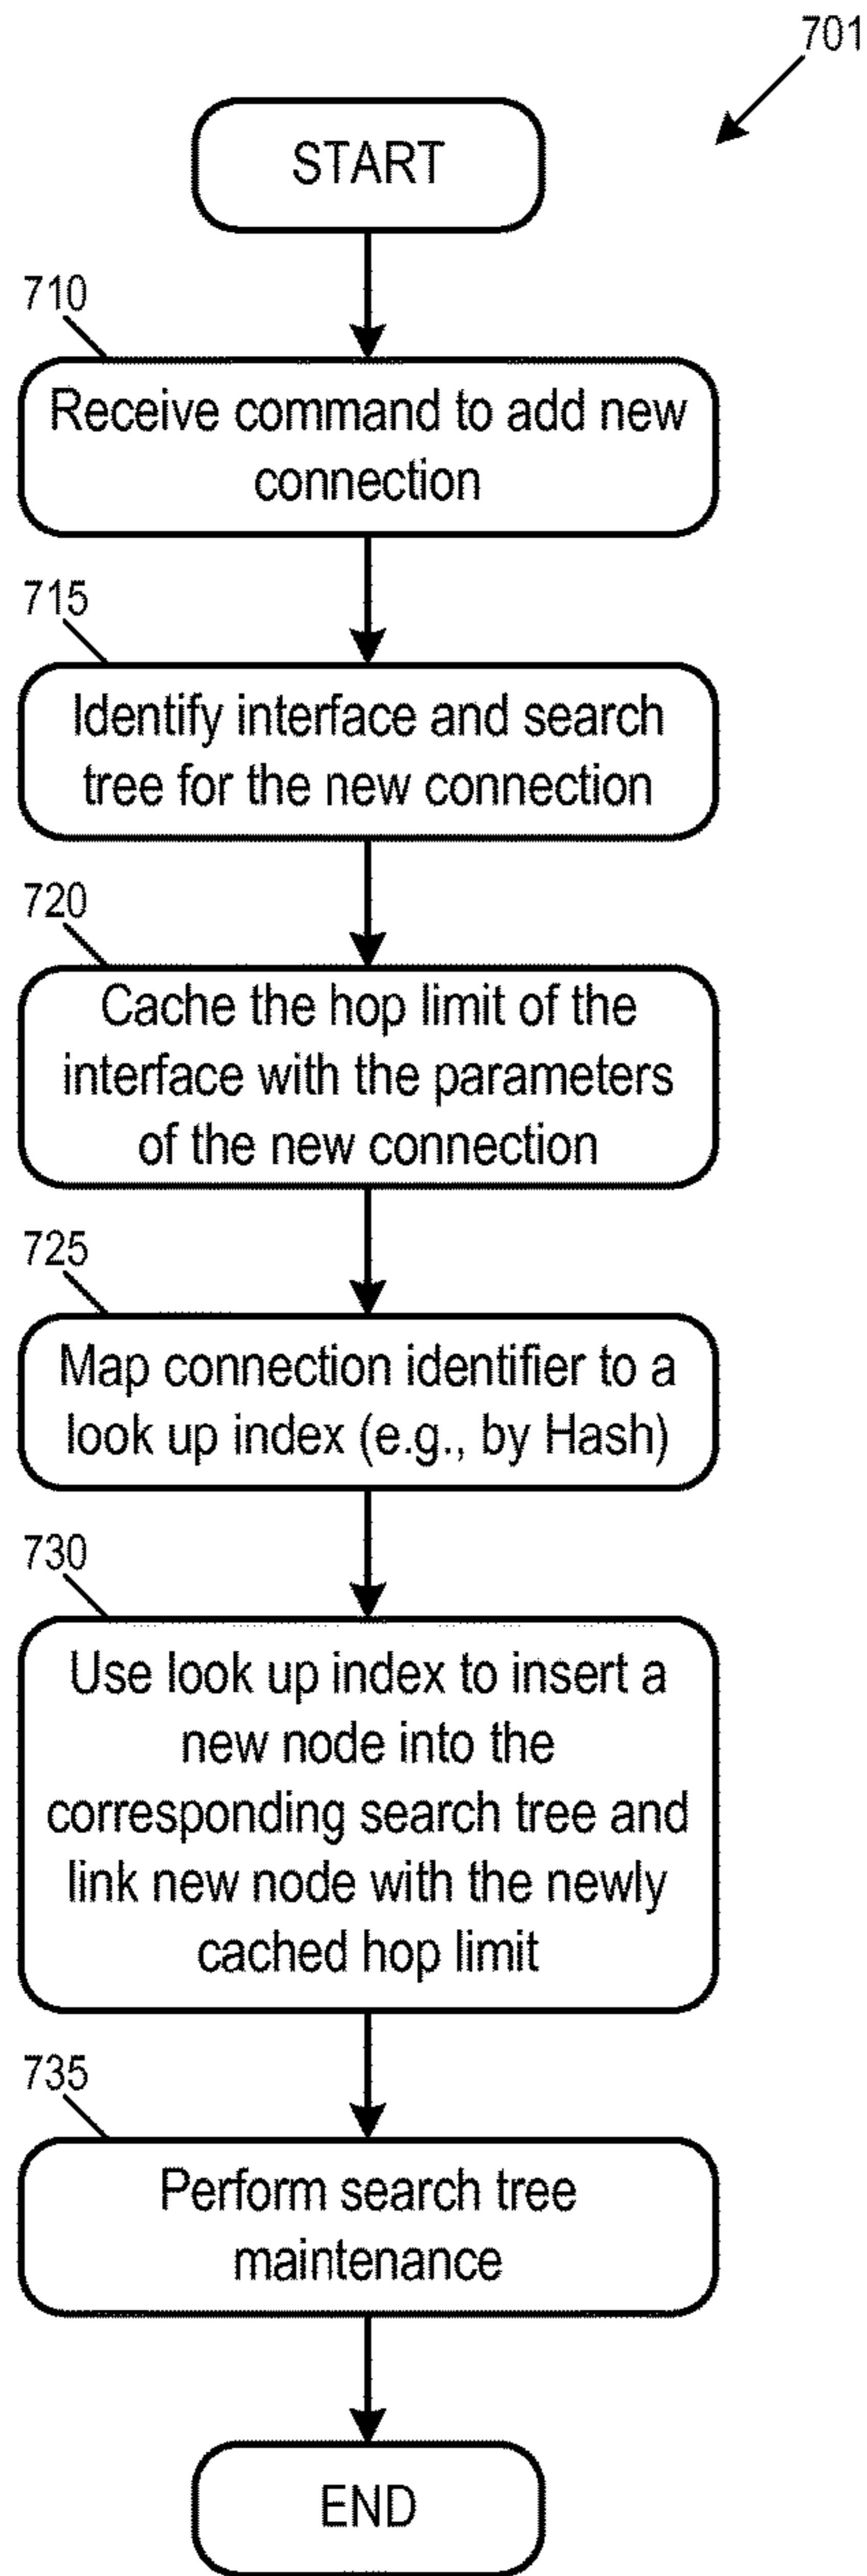 701
START
710
Receive command to add new
connection
715
Identify interface and search
tree for the new connection
720
Cache the hop limit of the
interface with the parameters
of the new connection
725
Map connection identifier to a
look up index (e.g., by Hash)
730
Use look up index to insert a
new node into the
corresponding search tree and
link new node with the newly
cached hop limit
735
Perform search tree
maintenance
END